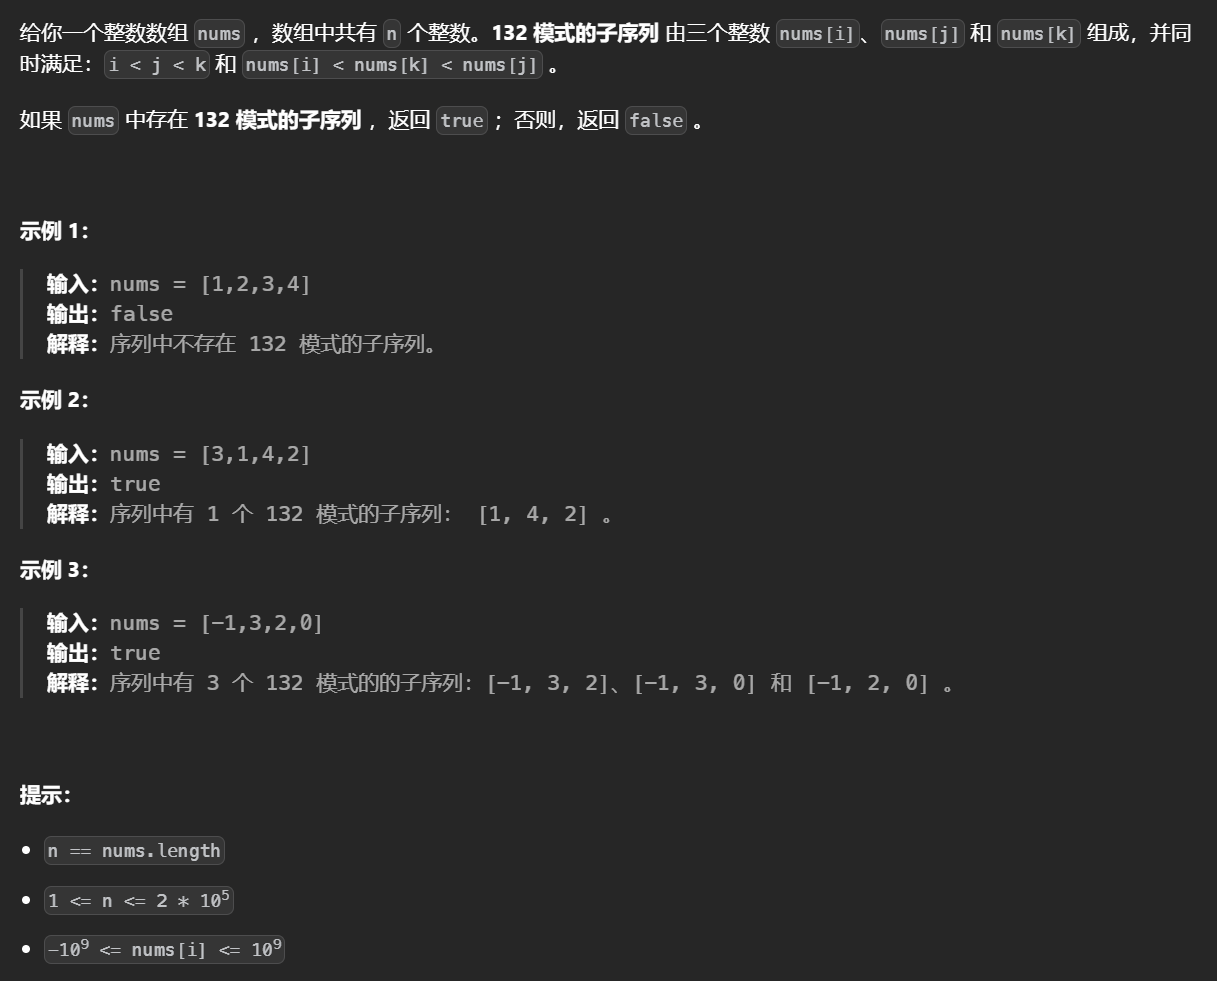 给你一个整数数组 nums ，数组中共有 n 个整数。132 模式的子序列 由三个整数 nums[i]、nums[j] 和 nums[k] 组成，并同
时满足：i < j < k 和 nums[i] < nums[k] < nums[j] 。
如果 nums 中存在 132 模式的子序列 ，返回 true ；否则，返回 false 。
示例 1：
输入：nums = [1,2,3,4]
输出：false
解释：序列中不存在 132 模式的子序列。
示例 2：
输入：nums = [3,1,4,2]
输出：true
解释：序列中有 1 个 132 模式的子序列： [1, 4, 2] 。
示例 3：
输入：nums = [-1,3,2,0]
输出：true
解释：序列中有 3 个 132 模式的的子序列：[-1, 3, 2]、[-1, 3, 0] 和 [-1, 2, 0] 。
提示：
• n == nums.length
• 1 <= n <= 2 * 10⁵
• -10⁹ <= nums[i] <= 10⁹